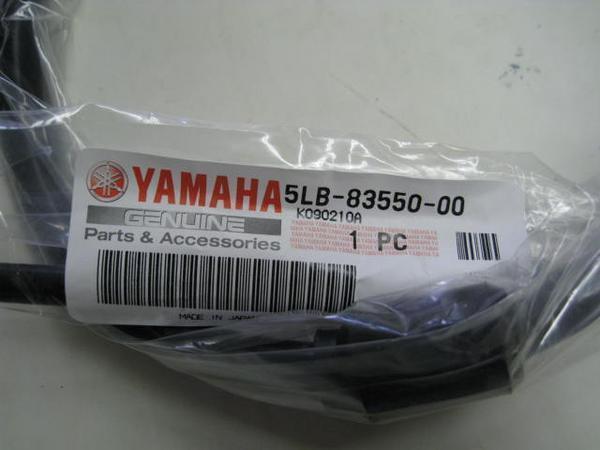 YAMAHA
5LB-83550-00
GENUINE
K090210A
Parts & Accessories
1 PC
MADE IN JAPAN